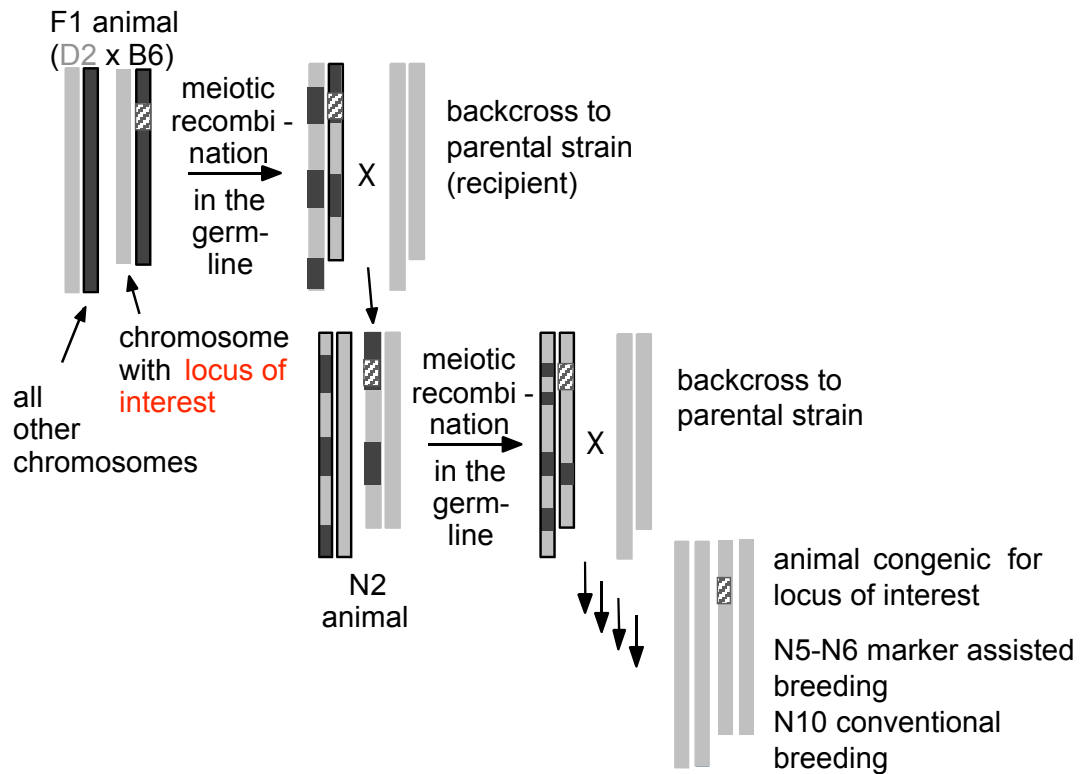 F1 animal
(D2 x B6)
meiotic
recombi -
nation
in the
germ-
line
X
backcross to
parental strain
(recipient)
all
other
chromosomes
chromosome
with locus of
interest
N2
animal
meiotic
recombi -
nation
in the
germ-
line
X
backcross to
parental strain
animal congenic for
locus of interest
N5-N6 marker assisted
breeding
N10 conventional
breeding